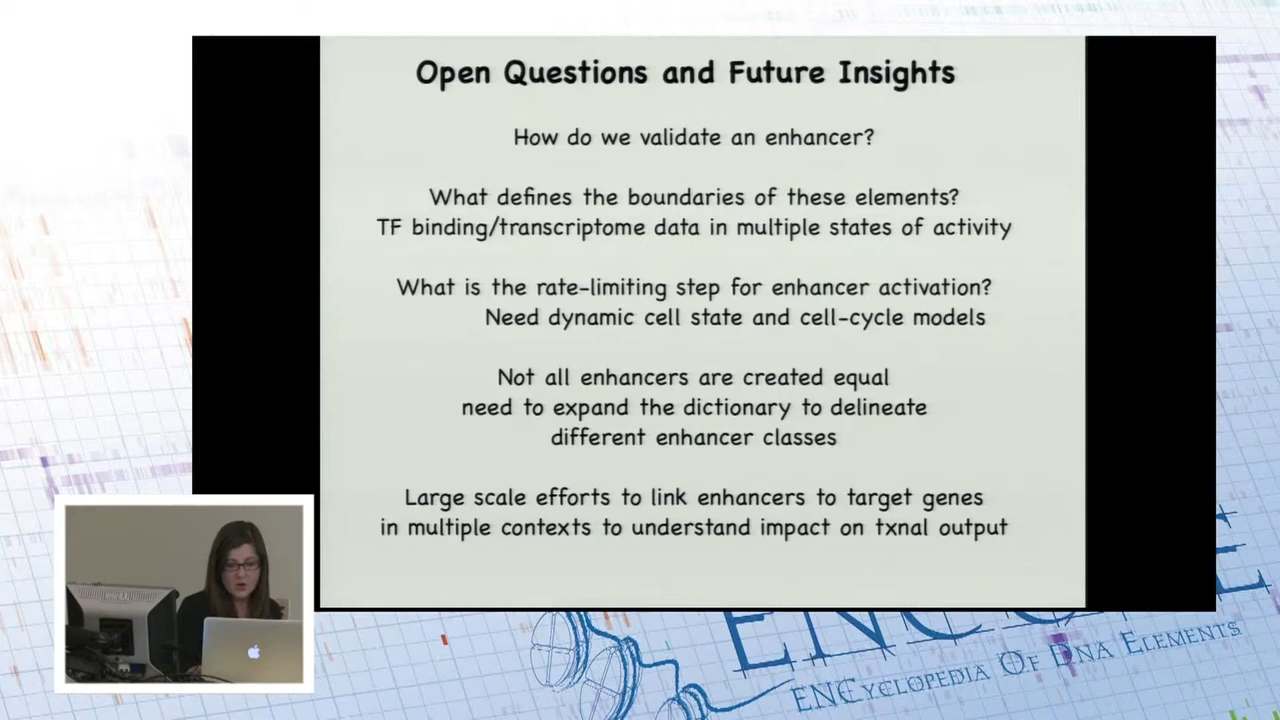 Open Questions and Future Insights
How do we validate an enhancer?
What defines the boundaries of these elements?
TF binding/transcriptome data in multiple states of activity
What is the rate-limiting step for enhancer activation?
Need dynamic cell state and cell-cycle models
Not all enhancers are created equal
need to expand the dictionary to delineate
different enhancer classes
Large scale efforts to link enhancers to target genes
in multiple contexts to understand impact on txnal output
ENCyclopedia Of DNA Elements